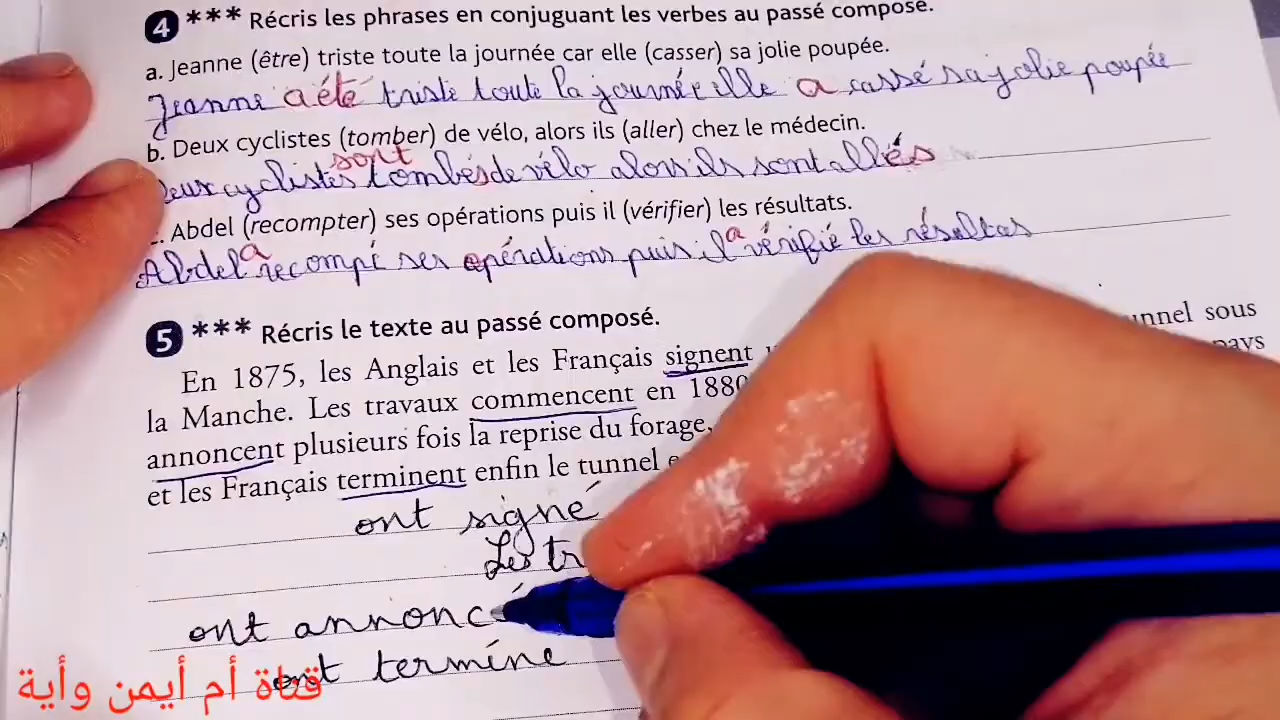 4 *** Récris les phrases en conjuguant les verbes au passé composé.
a. Jeanne (être) triste toute la journée car elle (casser) sa jolie poupée.
Jeanne a été triste toute la journée elle a cassé sa jolie poupée
b. Deux cyclistes (tomber) de vélo, alors ils (aller) chez le médecin.
sont
Deux cyclistes tombés de vélo alors ils sont allés
. Abdel (recompter) ses opérations puis il (vérifier) les résultats.
a a
Abdel recompté ses opérations puis il vérifié les résultas
5 *** Récris le texte au passé composé.
En 1875, les Anglais et les Français signent nnel sous
la Manche. Les travaux commencent en 1880 pays
annoncent plusieurs fois la reprise du forage,
et les Français terminent enfin le tunnel e
ont signé
Les tr
ont annoncé
ont terminé
قناة أم أيمن وأية